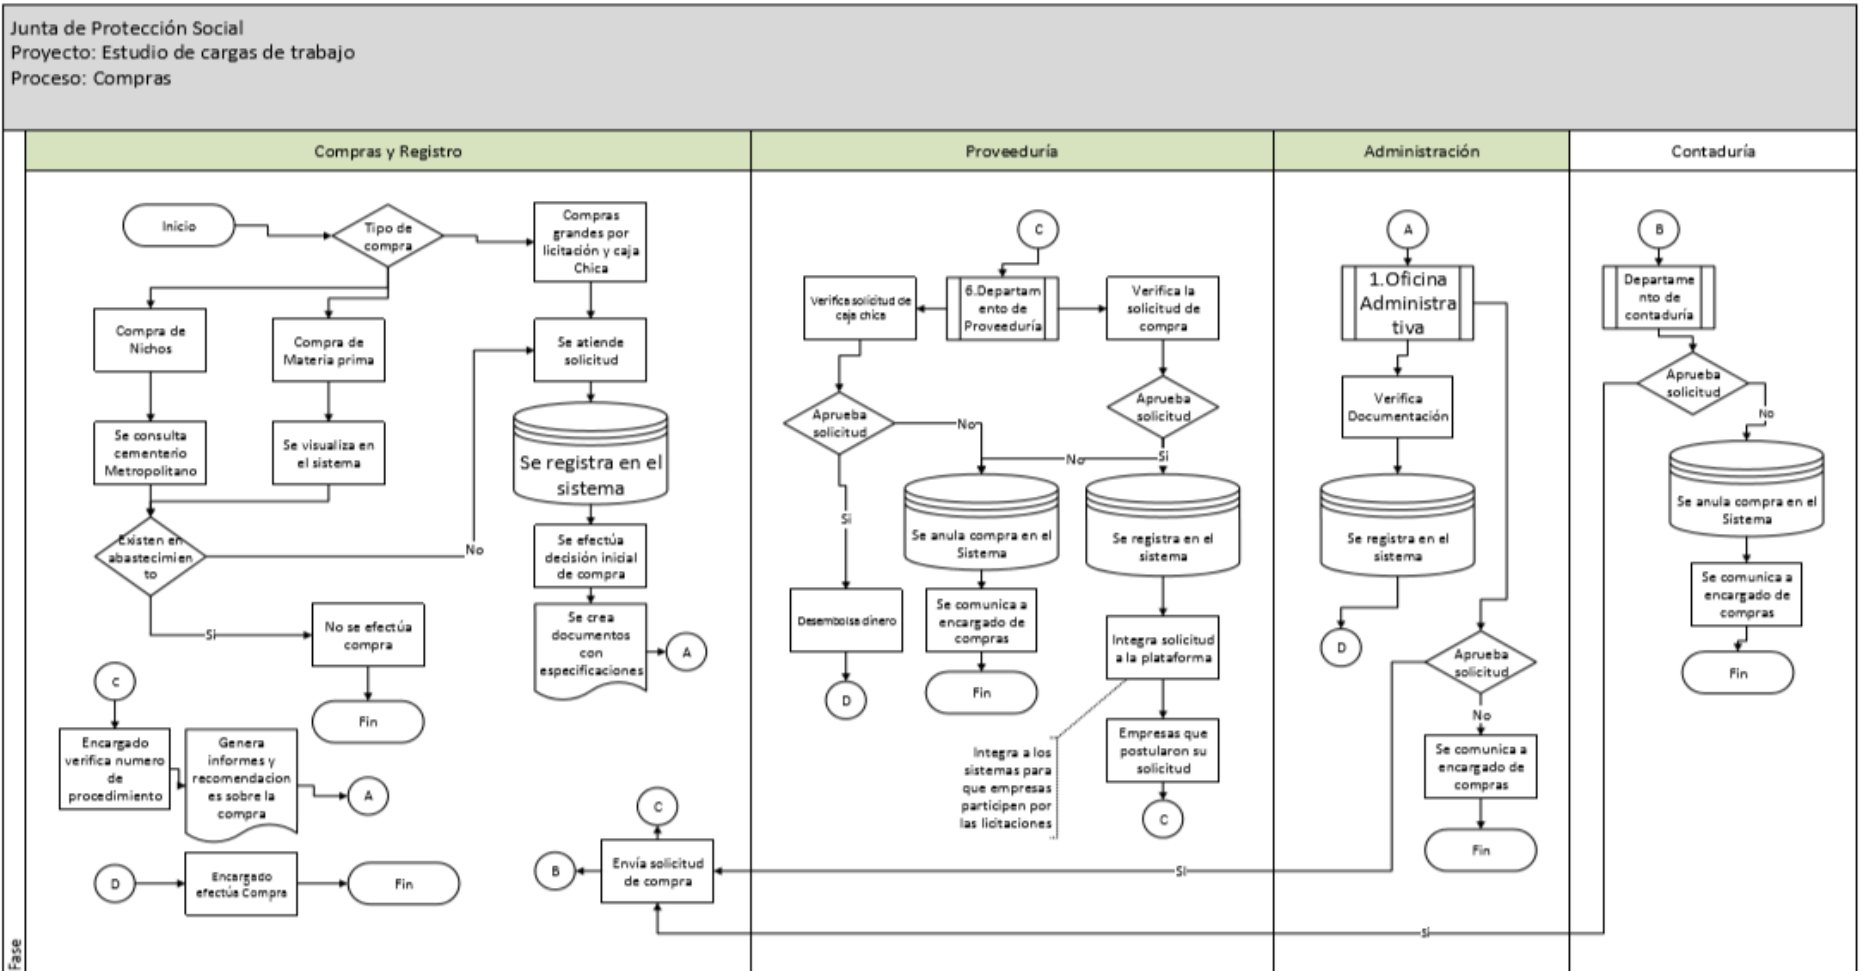 Junta de Protección Social
Proyecto: Estudio de cargas de trabajo
Proceso: Compras
Fase
Compras y Registro
Inicio
Tipo de
compra
Compras
grandes por
licitación y caja
Chica
Compra de
Nichos
Compra de
Materia prima
Se atiende
solicitud
Se consulta
cementerio
Metropolitano
Se visualiza en
el sistema
Se registra en el
sistema
Existen en
abastecimien
to
No
Se efectúa
decisión inicial
de compra
Si
No se efectúa
compra
Se crea
documentos
con
especificaciones
A
Fin
C
Encargado
verifica numero
de
procedimiento
Genera
informes y
recomendacion
es sobre la
compra
A
D
Encargado
efectúa Compra
Fin
C
B
Envía solicitud
de compra
Proveeduría
C
Verifica solicitud de
caja chica
6.Departam
ento de
Proveeduría
Verifica la
solicitud de
compra
Aprueba
solicitud
No
Aprueba
solicitud
No
Si
Si
Se anula compra en el
Sistema
Se registra en el
sistema
Desembolsa dinero
Se comunica a
encargado de
compras
Integra solicitud
a la plataforma
D
Fin
Integra a los
sistemas para
que empresas
participen por
las licitaciones
Empresas que
postularon su
solicitud
C
Si
Administración
A
1.Oficina
Administra
tiva
Verifica
Documentación
Se registra en el
sistema
D
Aprueba
solicitud
No
Se comunica a
encargado de
compras
Fin
Si
Contaduría
B
Departame
nto de
contaduría
Aprueba
solicitud
No
Se anula compra en el
Sistema
Se comunica a
encargado de
compras
Fin